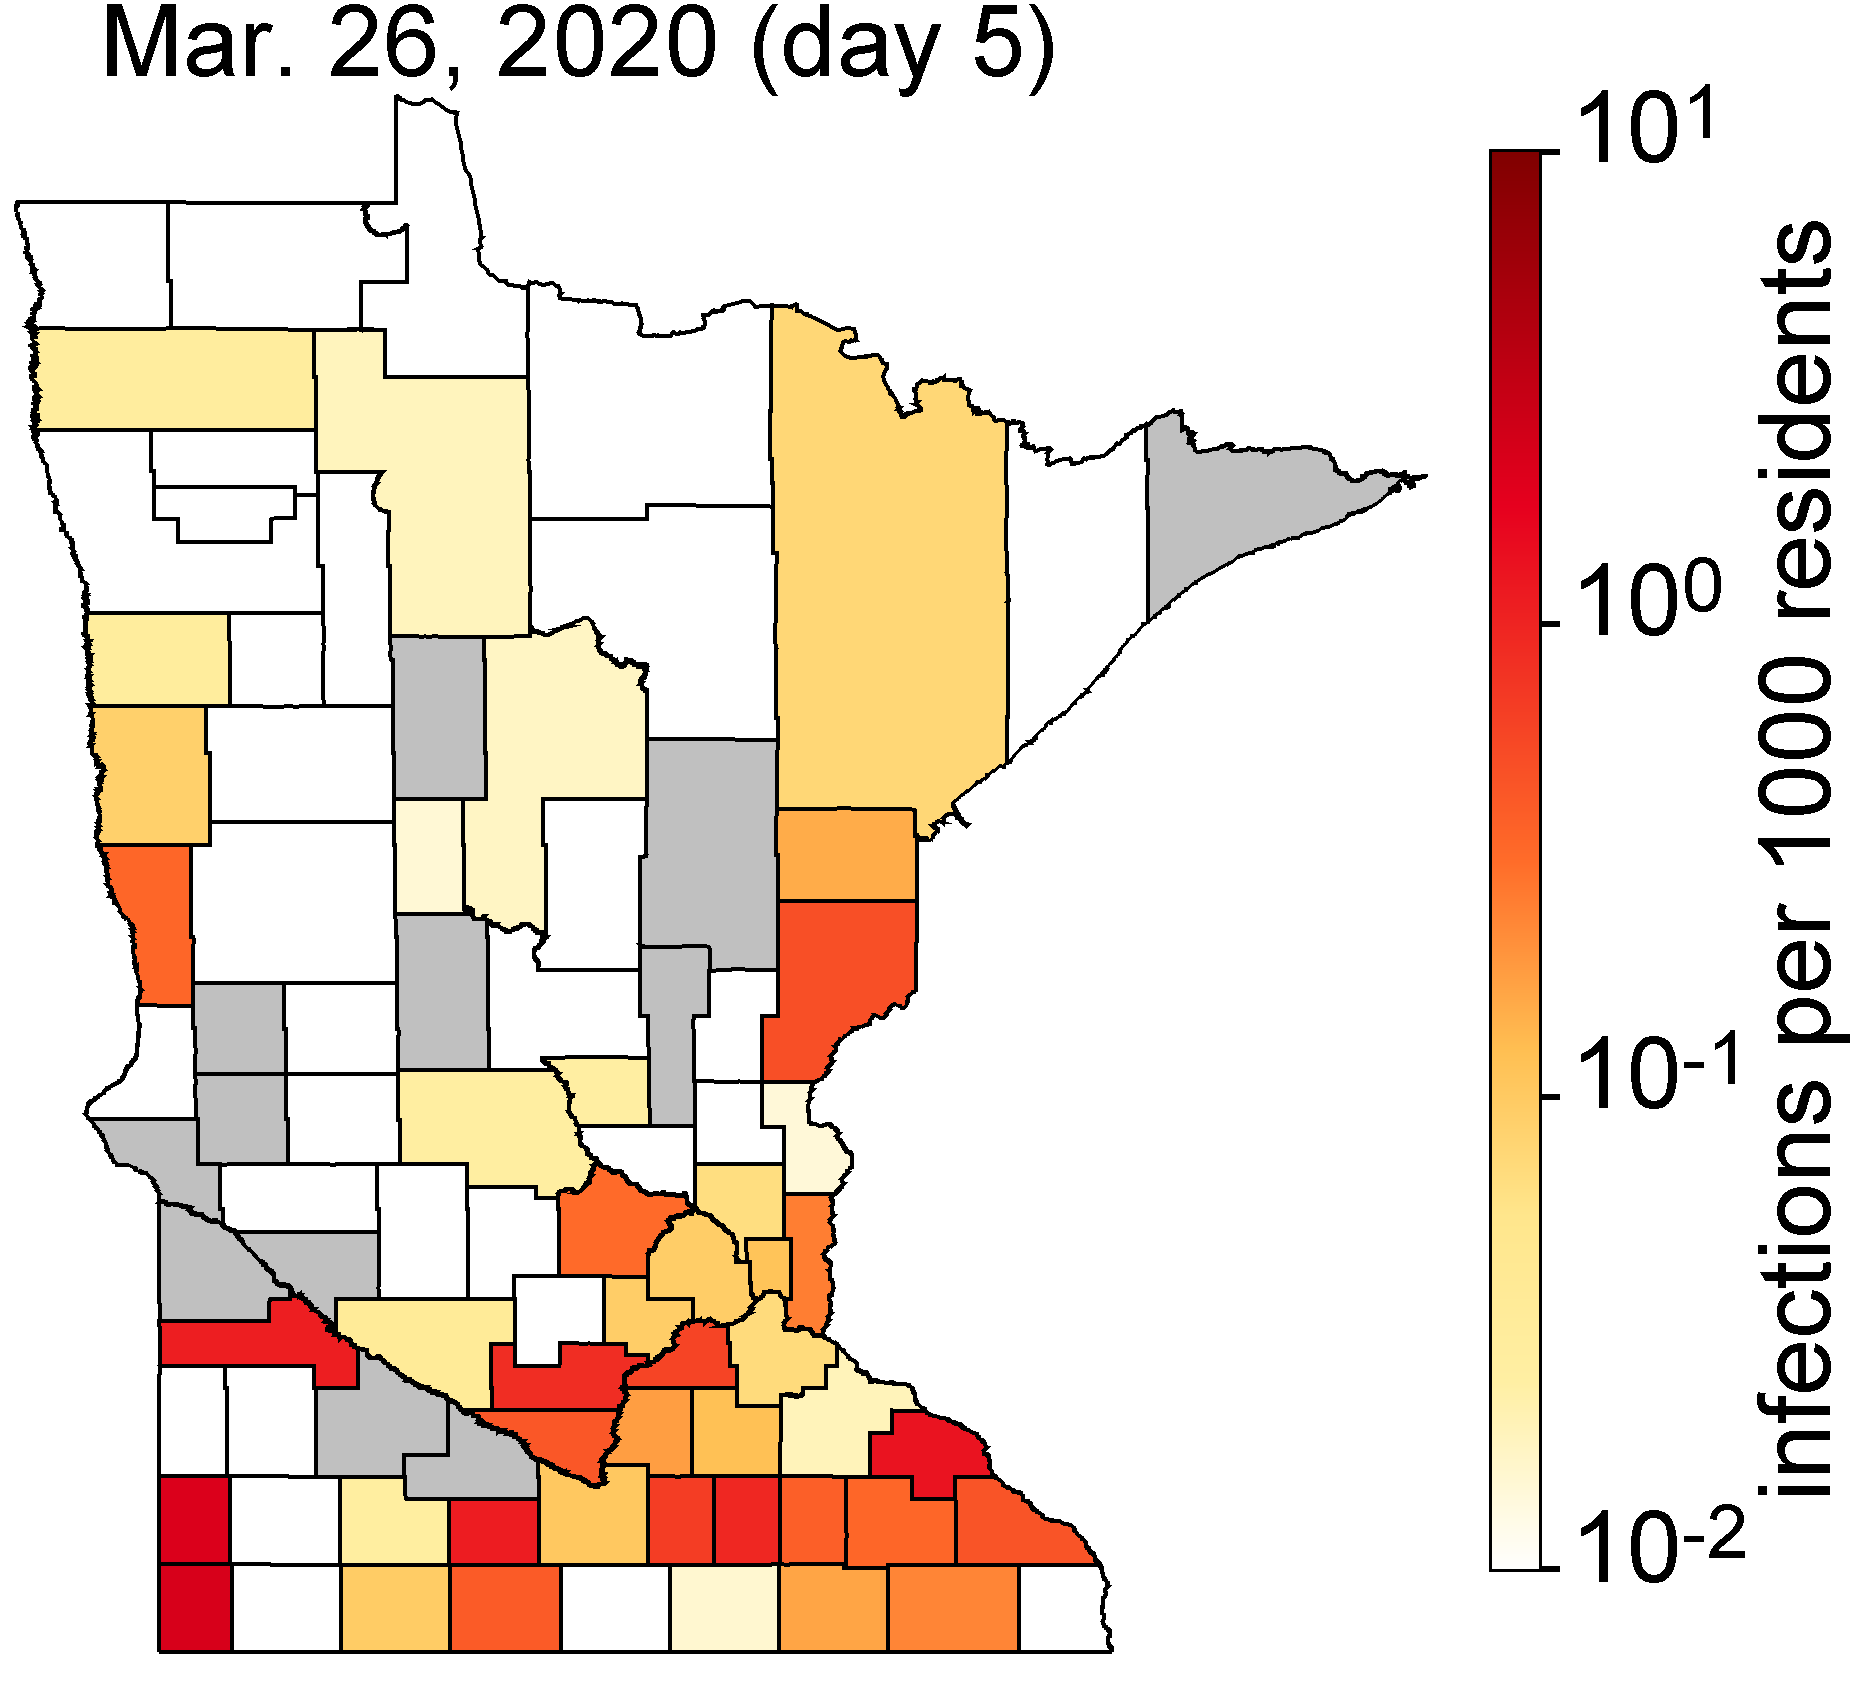 Mar. 26, 2020 (day 5)
10¹
10⁰
10⁻¹
10⁻²
infections per 1000 residents